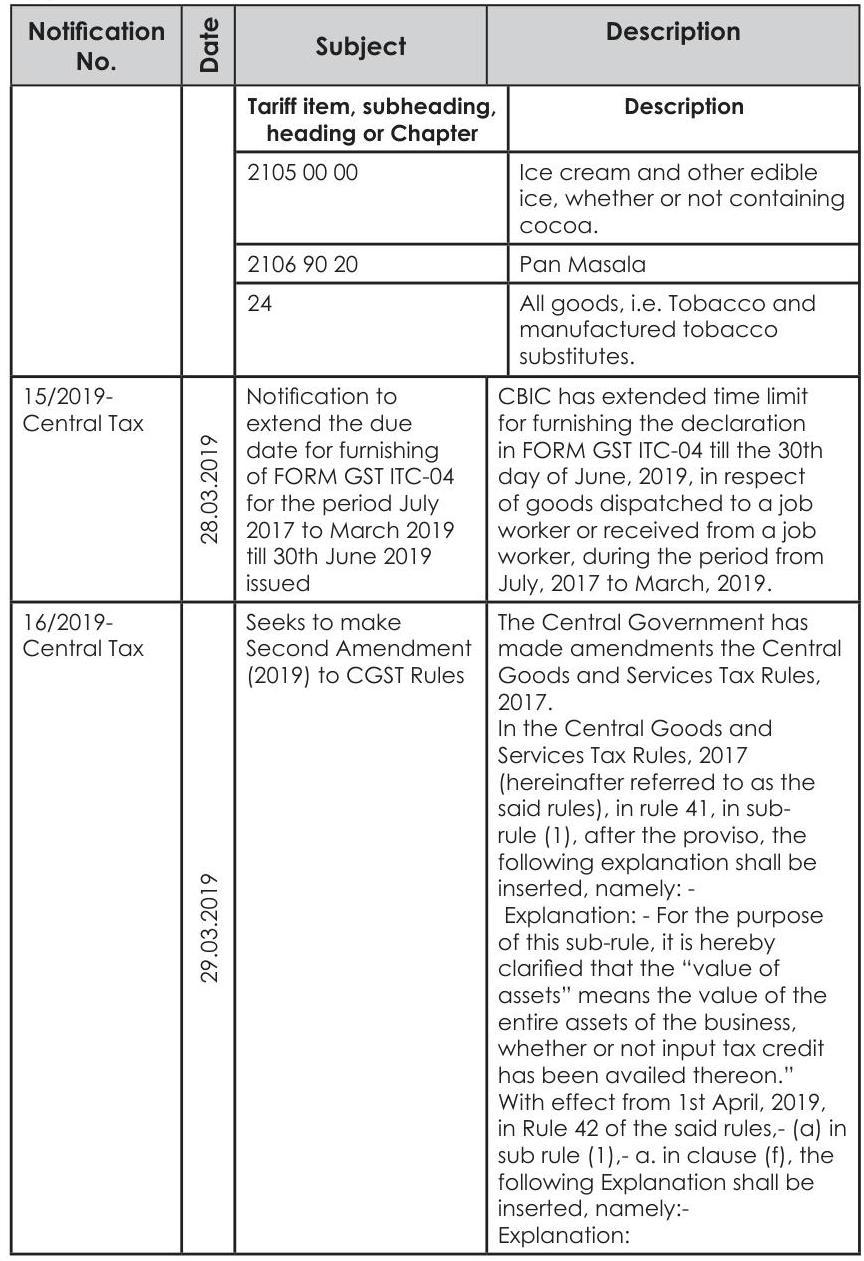 Notification No.
Date
Subject
Description
Tariff item, subheading,
heading or Chapter
Description
2105 00 00
Ice cream and other edible
ice, whether or not containing
cocoa.
2106 90 20
Pan Masala
24
All goods, i.e. Tobacco and
manufactured tobacco
substitutes.
15/2019-
Central Tax
28.03.2019
Notification to
extend the due
date for furnishing
of FORM GST ITC-04
for the period July
2017 to March 2019
till 30th June 2019
issued
CBIC has extended time limit
for furnishing the declaration
in FORM GST ITC-04 till the 30th
day of June, 2019, in respect
of goods dispatched to a job
worker or received from a job
worker, during the period from
July, 2017 to March, 2019.
16/2019-
Central Tax
29.03.2019
Seeks to make
Second Amendment
(2019) to CGST Rules
The Central Government has
made amendments the Central
Goods and Services Tax Rules,
2017.
In the Central Goods and
Services Tax Rules, 2017
(hereinafter referred to as the
said rules), in rule 41, in sub-
rule (1), after the proviso, the
following explanation shall be
inserted, namely: -
Explanation: - For the purpose
of this sub-rule, it is hereby
clarified that the “value of
assets” means the value of the
entire assets of the business,
whether or not input tax credit
has been availed thereon.”
With effect from 1st April, 2019,
in Rule 42 of the said rules,- (a) in
sub rule (1),- a. in clause (f), the
following Explanation shall be
inserted, namely:-
Explanation: